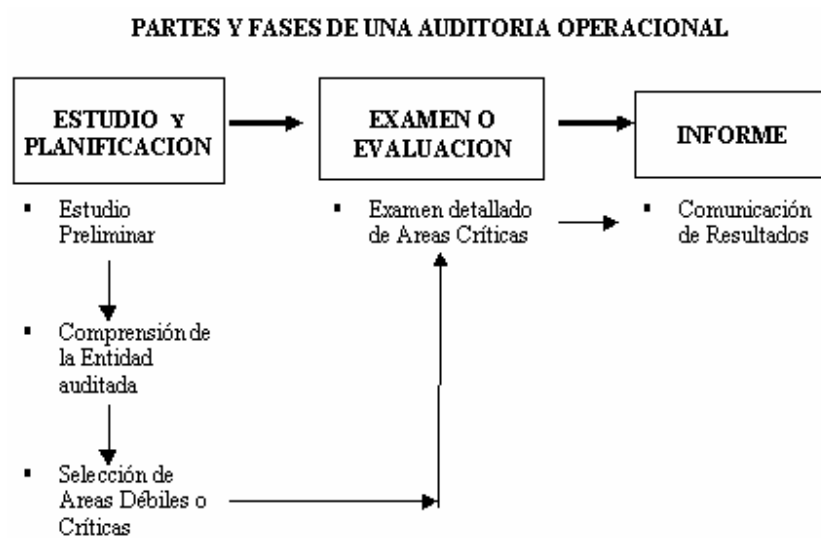 PARTES Y FASES DE UNA AUDITORIA OPERACIONAL
ESTUDIO Y
PLANIFICACION
EXAMEN O
EVALUACION
INFORME
▪ Estudio
Preliminar
▪ Comprensión de
la Entidad
auditada
▪ Selección de
Areas Débiles o
Críticas
▪ Examen detallado
de Areas Críticas
▪ Comunicación
de Resultados